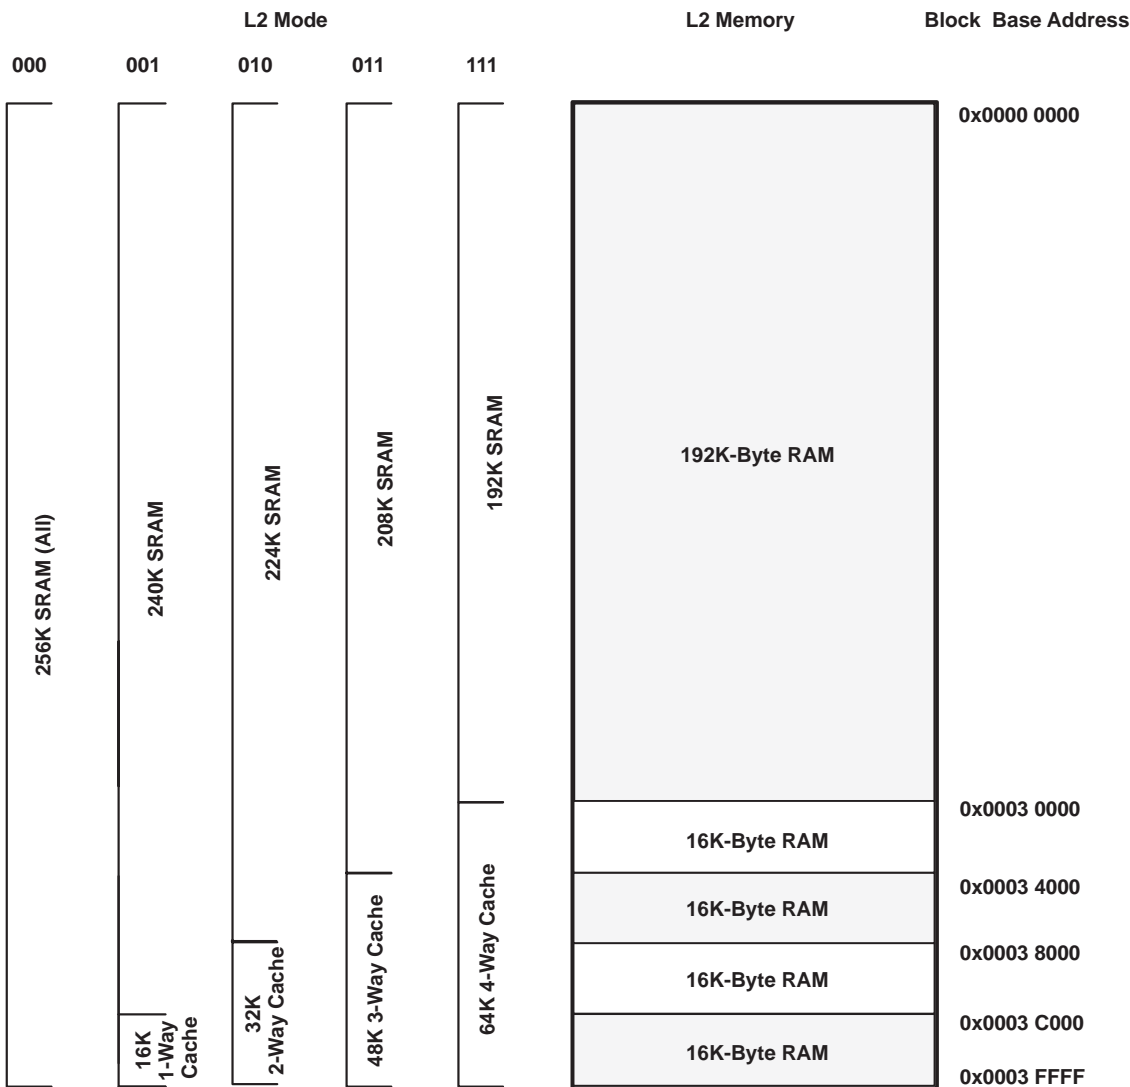 L2 Mode
L2 Memory
Block Base Address
000
001
010
011
111
256K SRAM (All)
240K SRAM
16K
1-Way
Cache
224K SRAM
32K
2-Way Cache
208K SRAM
48K 3-Way Cache
192K SRAM
64K 4-Way Cache
192K-Byte RAM
16K-Byte RAM
16K-Byte RAM
16K-Byte RAM
16K-Byte RAM
0x0000 0000
0x0003 0000
0x0003 4000
0x0003 8000
0x0003 C000
0x0003 FFFF